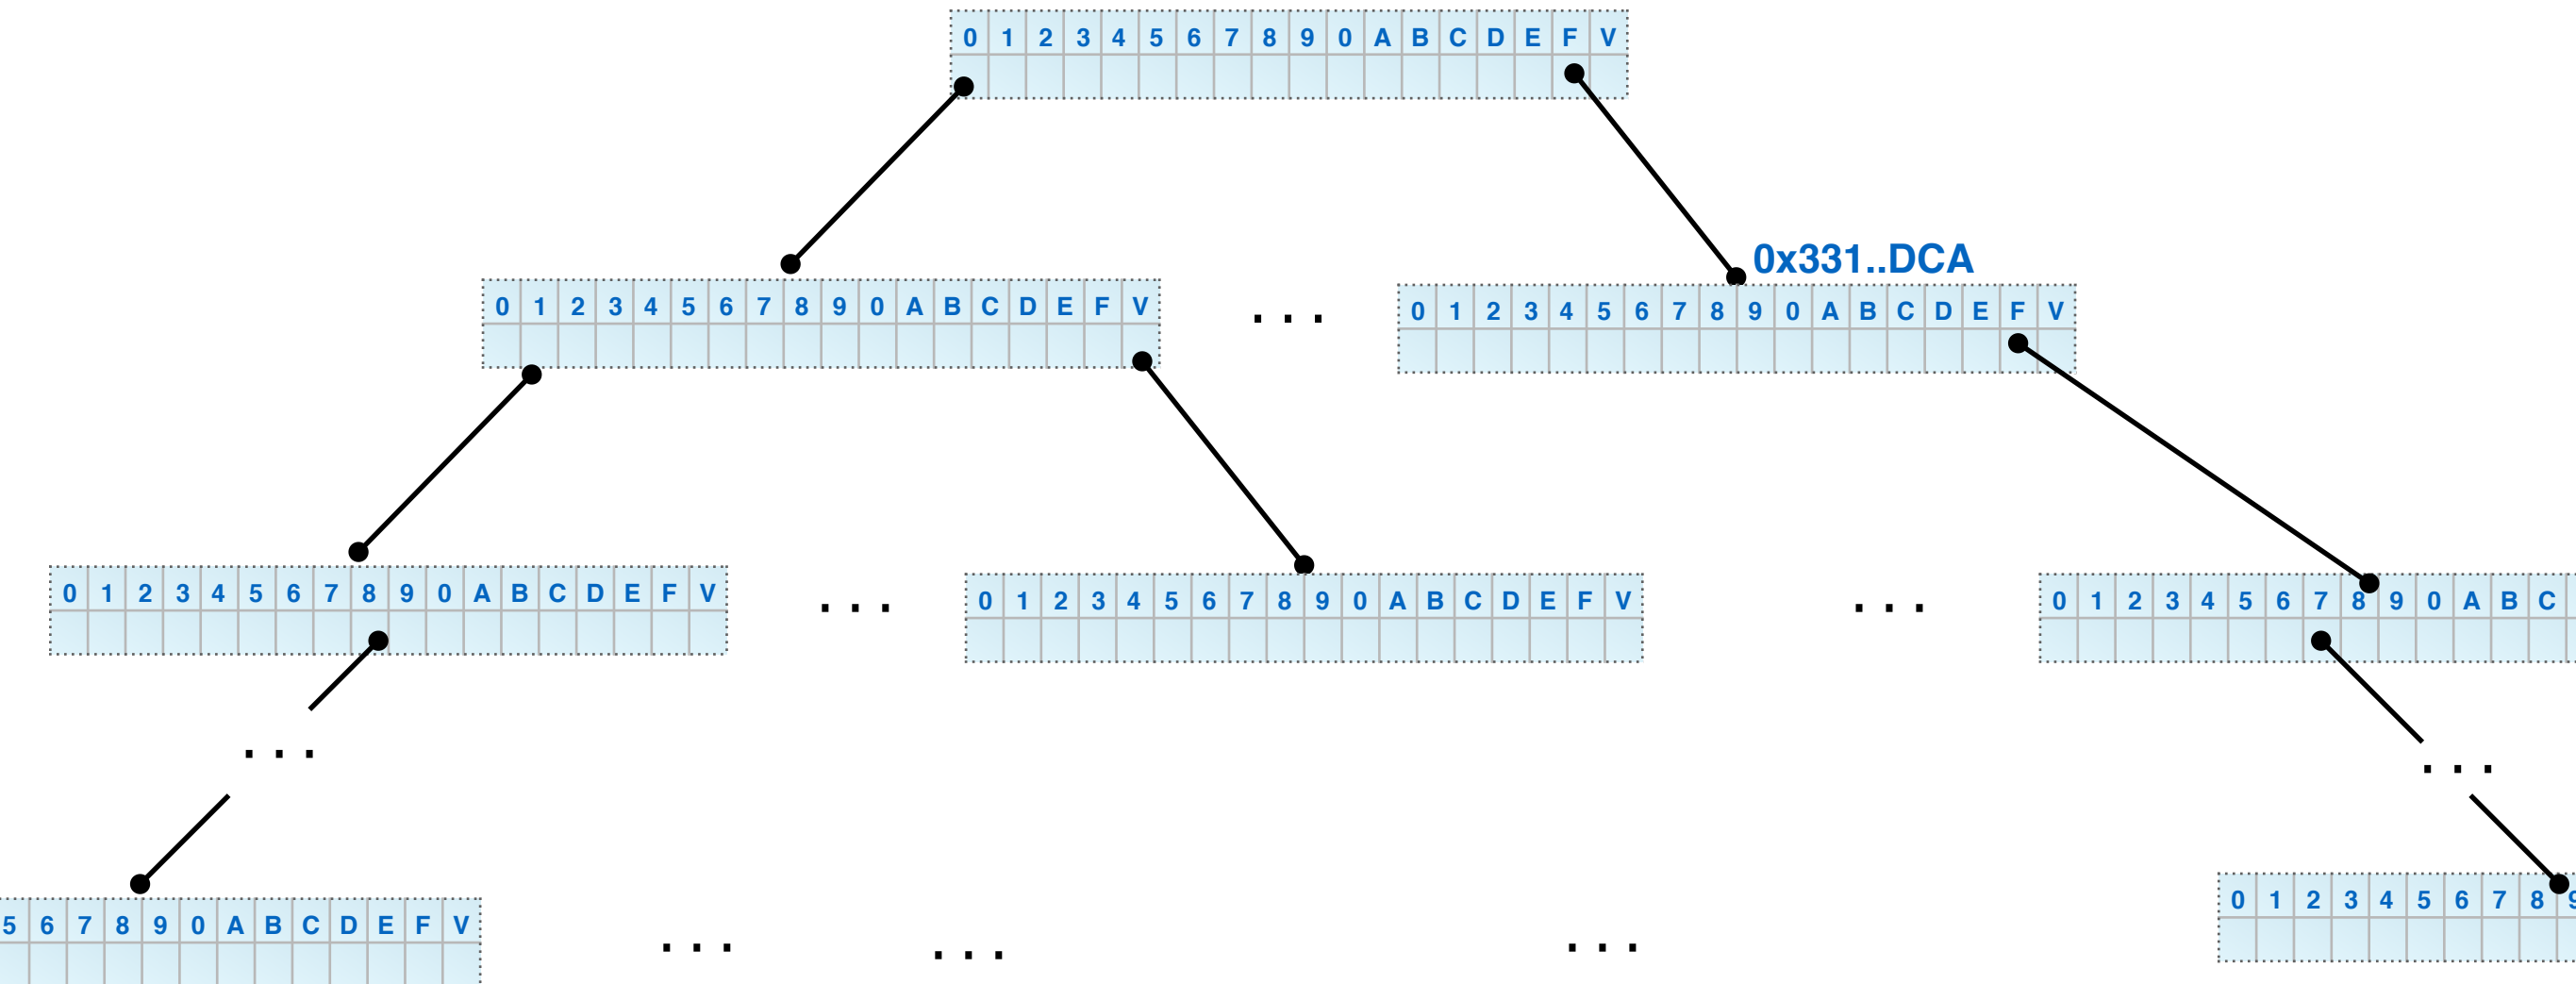 0 1 2 3 4 5 6 7 8 9 0 A B C D E F V
0x331..DCA
0 1 2 3 4 5 6 7 8 9 0 A B C D E F V
. . .
0 1 2 3 4 5 6 7 8 9 0 A B C D E F V
0 1 2 3 4 5 6 7 8 9 0 A B C D E F V
. . .
0 1 2 3 4 5 6 7 8 9 0 A B C D E F V
. . .
0 1 2 3 4 5 6 7 8 9 0 A B C
. . .
. . .
5 6 7 8 9 0 A B C D E F V
. . .
. . .
. . .
0 1 2 3 4 5 6 7 8 9